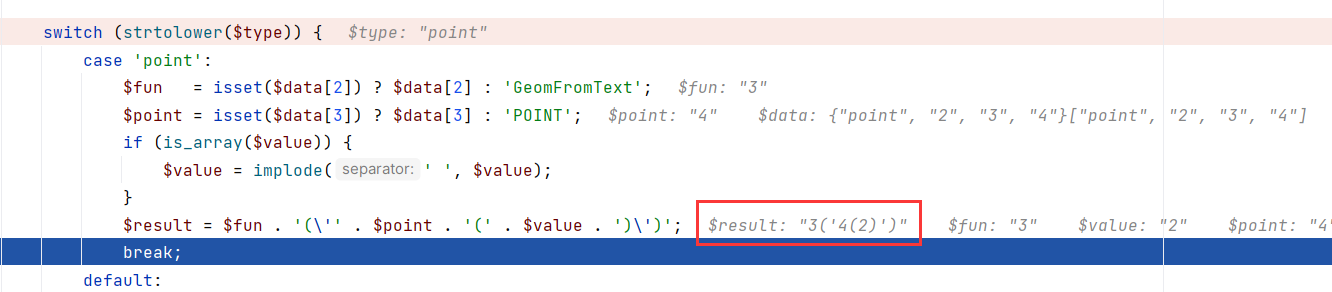 switch (strtolower($type)) {   $type: "point"
case 'point':
$fun   = isset($data[2]) ? $data[2] : 'GeomFromText';   $fun: "3"
$point = isset($data[3]) ? $data[3] : 'POINT';   $point: "4"    $data: {"point", "2", "3", "4"}["point", "2", "3", "4"]
if (is_array($value)) {
$value = implode( separator: ' ', $value);
}
$result = $fun . '(\'' . $point . '(' . $value . ')\')';   $result: "3('4(2)')"    $fun: "3"    $value: "2"    $point: "4"
break;
default: